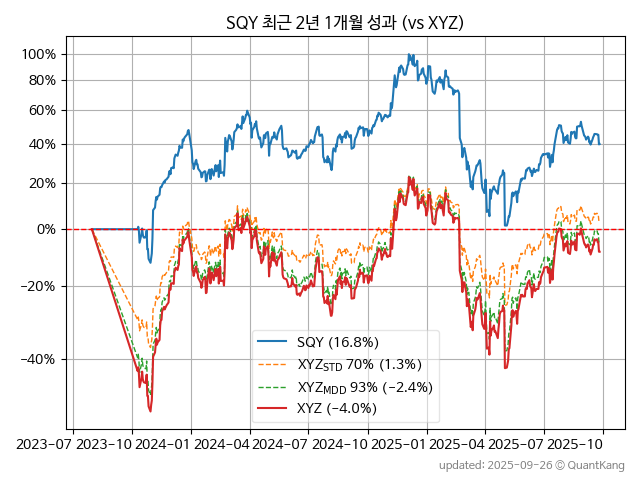 SQY 최근 2년 1개월 성과 (vs XYZ)
100%
80%
60%
40%
20%
0%
−20%
−40%
SQY (16.8%)
XYZSTD 70% (1.3%)
XYZMDD 93% (−2.4%)
XYZ (−4.0%)
2023-07 2023-10 2024-01 2024-04 2024-07 2024-10 2025-01 2025-04 2025-07 2025-10
updated: 2025-09-26 © QuantKang